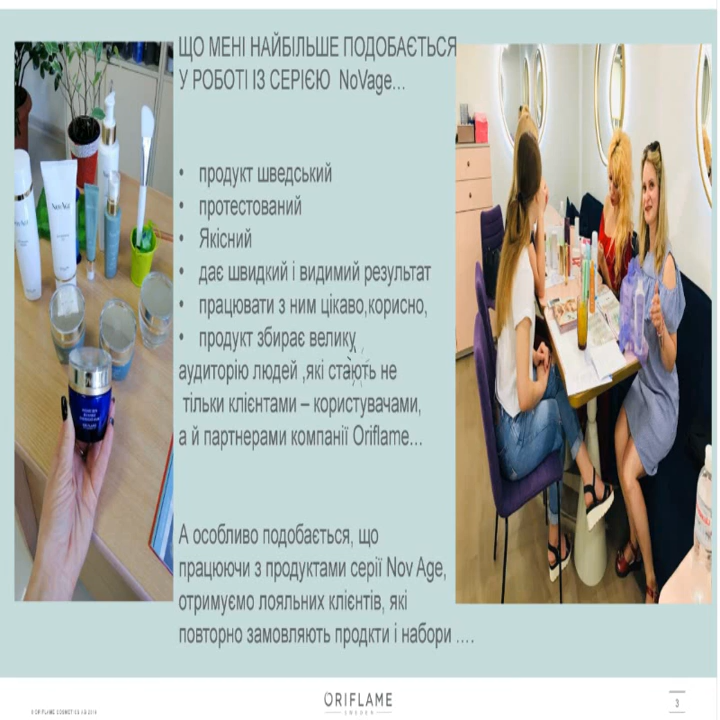 ЩО МЕНІ НАЙБІЛЬШЕ ПОДОБАЄТЬСЯ
У РОБОТІ ІЗ СЕРІЄЮ NoVage...
• продукт шведський
• протестований
• Якісний
• дає швидкий і видимий результат
• працювати з ним цікаво,корисно,
• продукт збирає велику
аудиторію людей ,які стають не
тільки клієнтами – користувачами,
а й партнерами компанії Oriflame...
А особливо подобається, що
працюючи з продуктами серії Nov Age,
отримуємо лояльних клієнтів, які
повторно замовляють продкти і набори ....
ORIFLAME
SWEDEN
3